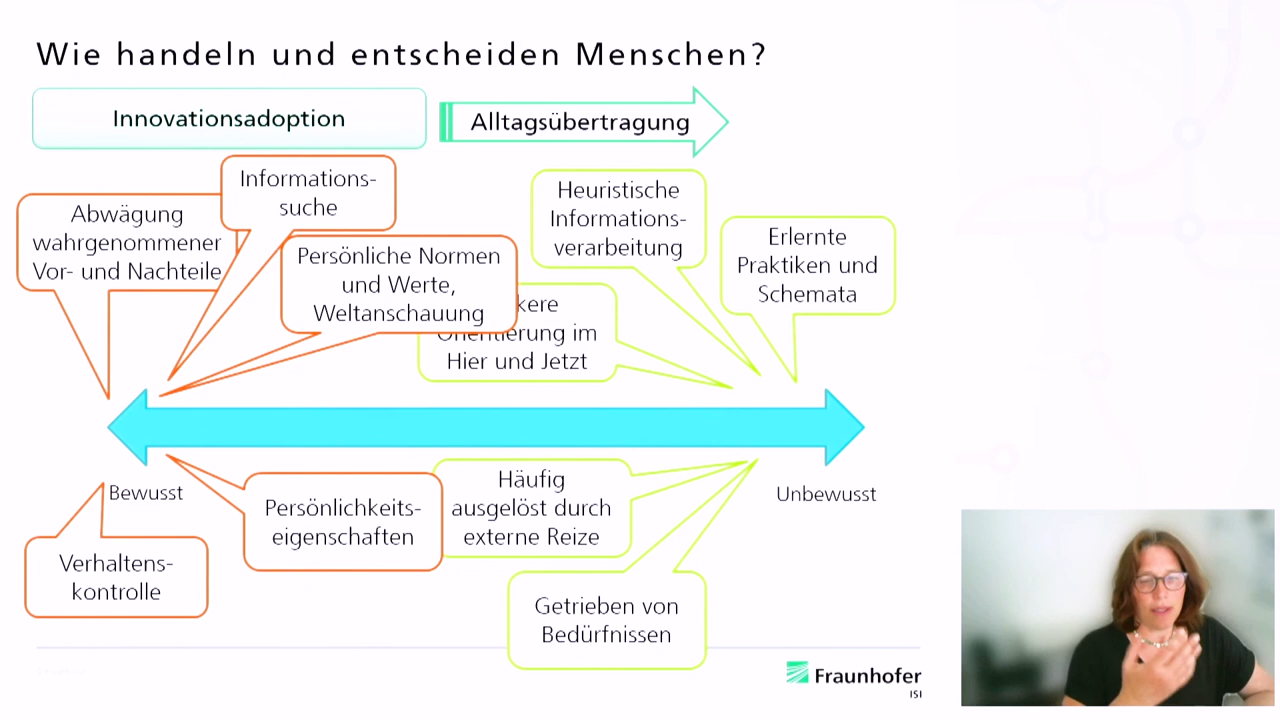 Wie handeln und entscheiden Menschen?
Innovationsadoption
Alltagsübertragung
Informations-
suche
Abwägung
wahrgenommener
Vor- und Nachteile
Persönliche Normen
und Werte,
Weltanschauung
Heuristische
Informations-
verarbeitung
Erlernte
Praktiken und
Schemata
Orientierung im
Hier und Jetzt
Bewusst
Unbewusst
Verhaltens-
kontrolle
Persönlichkeits-
eigenschaften
Häufig
ausgelöst durch
externe Reize
Getrieben von
Bedürfnissen
Fraunhofer
ISI